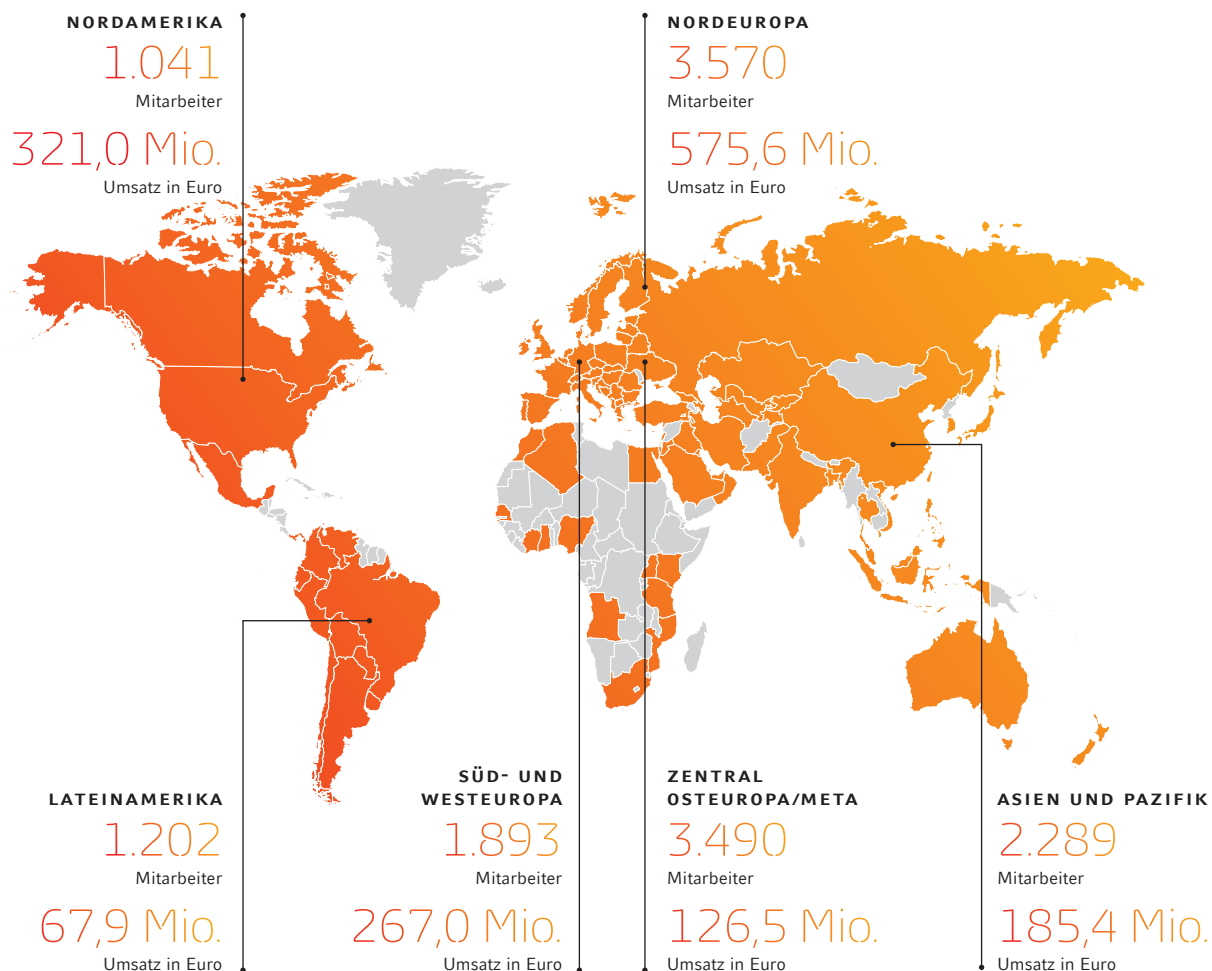 NORDAMERIKA
1.041
Mitarbeiter
321,0 Mio.
Umsatz in Euro
NORDEUROPA
3.570
Mitarbeiter
575,6 Mio.
Umsatz in Euro
LATEINAMERIKA
1.202
Mitarbeiter
67,9 Mio.
Umsatz in Euro
SÜD- UND
WESTEUROPA
1.893
Mitarbeiter
267,0 Mio.
Umsatz in Euro
ZENTRAL
OSTEUROPA/META
3.490
Mitarbeiter
126,5 Mio.
Umsatz in Euro
ASIEN UND PAZIFIK
2.289
Mitarbeiter
185,4 Mio.
Umsatz in Euro